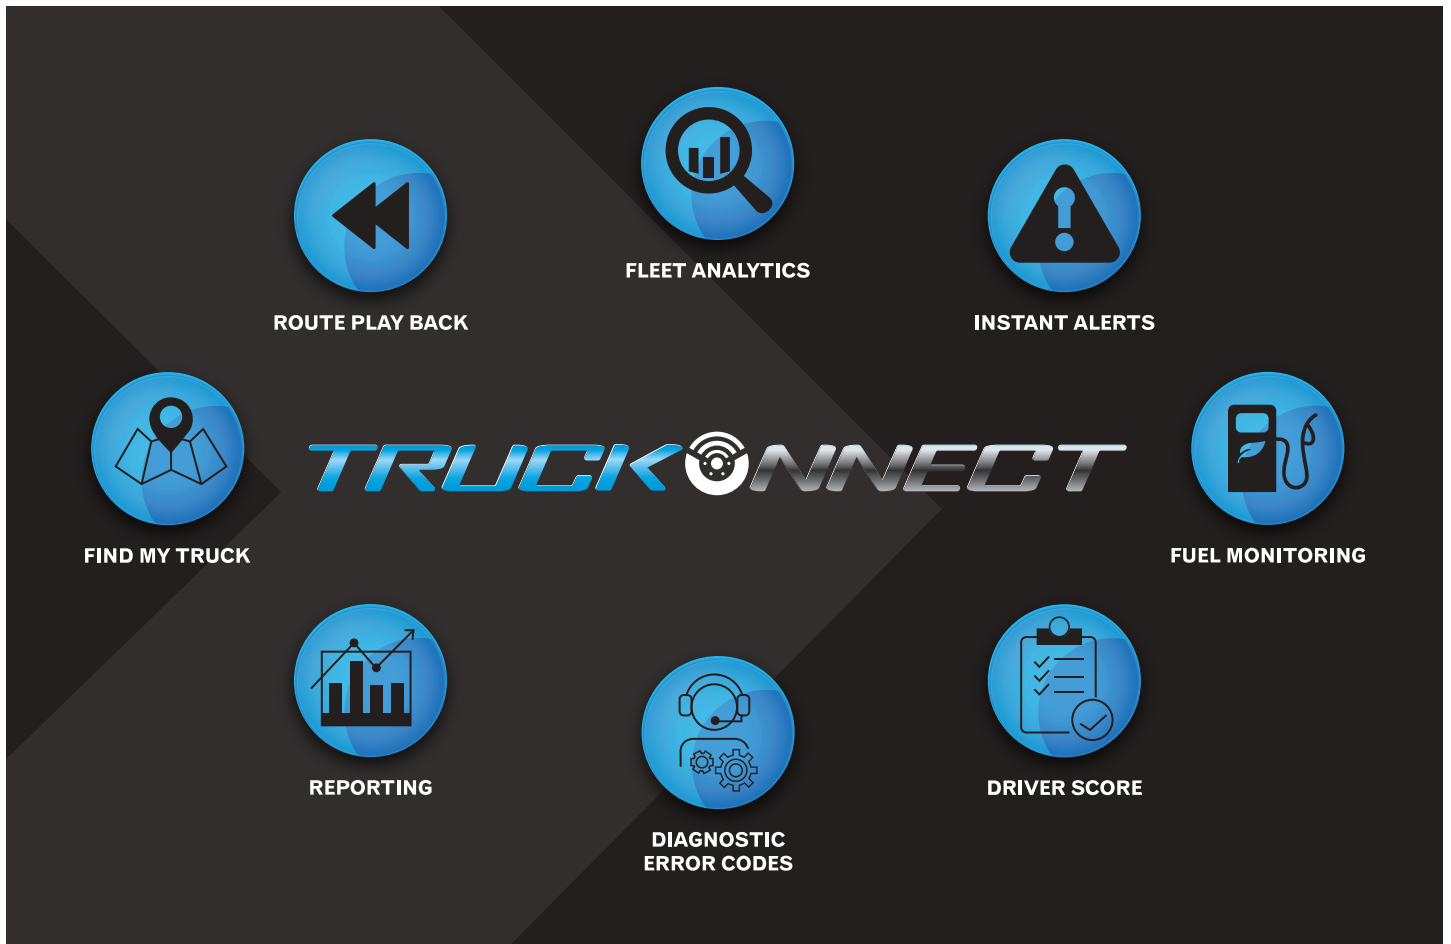 FLEET ANALYTICS
ROUTE PLAY BACK
INSTANT ALERTS
TRUCKONNECT
FIND MY TRUCK
FUEL MONITORING
REPORTING
DRIVER SCORE
DIAGNOSTIC
ERROR CODES